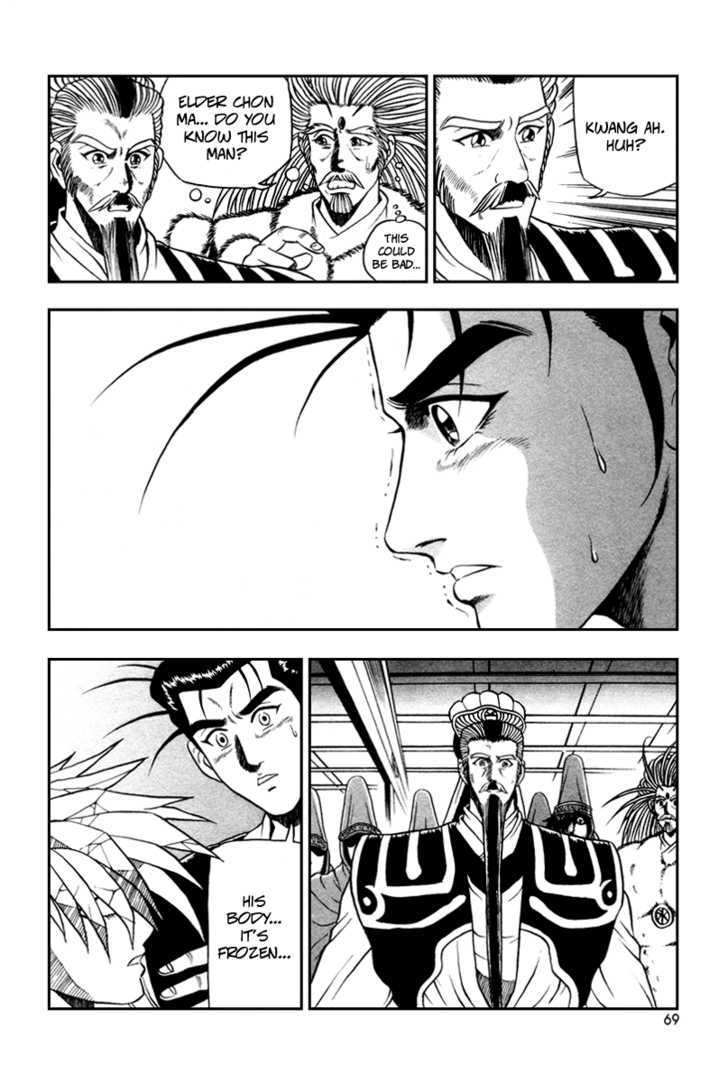 ELDER CHON
MA... DO YOU
KNOW THIS
MAN?
THIS
COULD
BE BAD...
KWANG AH.
HUH?
HIS
BODY...
IT'S
FROZEN...
69